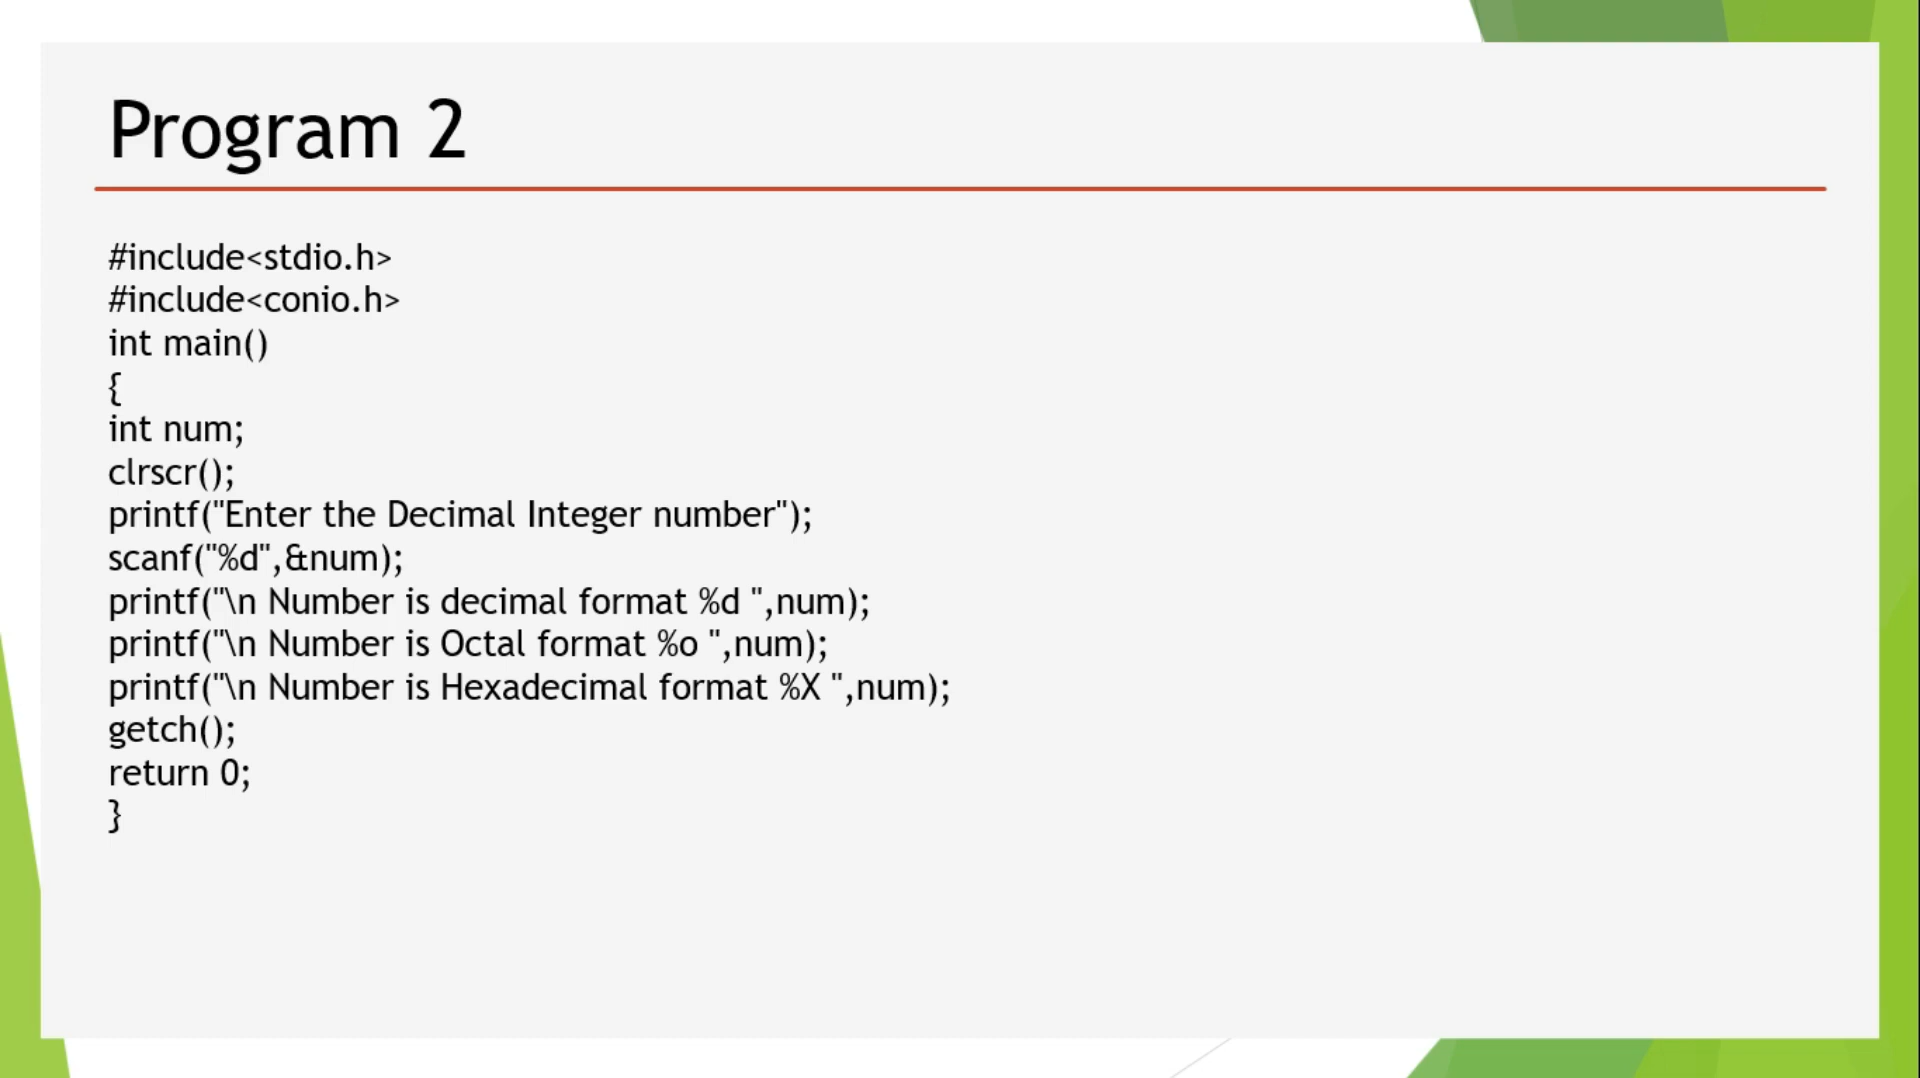 Program 2
#include<stdio.h>
#include<conio.h>
int main()
{
int num;
clrscr();
printf("Enter the Decimal Integer number");
scanf("%d",&num);
printf("\n Number is decimal format %d ",num);
printf("\n Number is Octal format %o ",num);
printf("\n Number is Hexadecimal format %X ",num);
getch();
return 0;
}